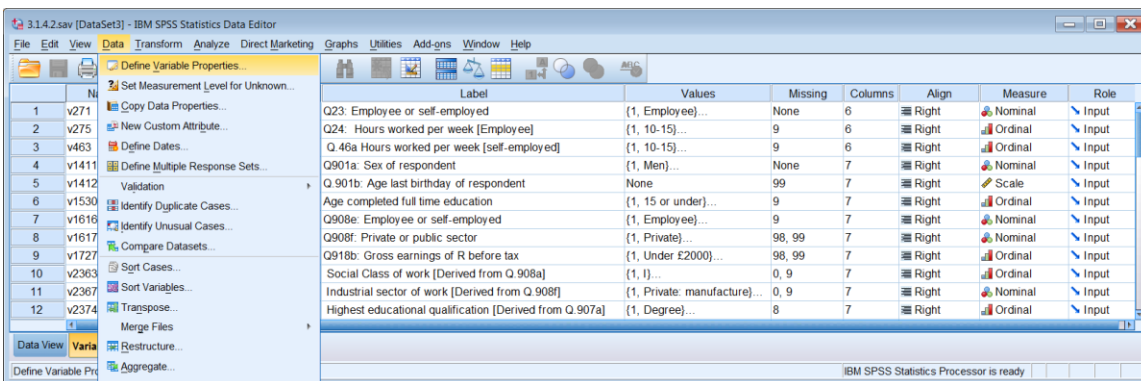 3.1.4.2.sav [DataSet3] - IBM SPSS Statistics Data Editor
File Edit View Data Transform Analyze Direct Marketing Graphs Utilities Add-ons Window Help
Define Variable Properties...
Set Measurement Level for Unknown...
Copy Data Properties...
New Custom Attribute...
Define Dates...
Define Multiple Response Sets...
Validation
Identify Duplicate Cases...
Identify Unusual Cases...
Compare Datasets...
Sort Cases...
Sort Variables...
Transpose...
Merge Files
Restructure...
Aggregate...
Label Values Missing Columns Align Measure Role
1 v271 Q23: Employee or self-employed {1, Employee}... None 6 Right Nominal Input
2 v275 Q24: Hours worked per week [Employee] {1, 10-15}... 9 6 Right Ordinal Input
3 v463 Q.46a Hours worked per week [self-employed] {1, 10-15}... 9 6 Right Ordinal Input
4 v1411 Q901a: Sex of respondent {1, Men}... None 7 Right Nominal Input
5 v1412 Q.901b: Age last birthday of respondent None 99 7 Right Scale Input
6 v1530 Age completed full time education {1, 15 or under}... 9 7 Right Ordinal Input
7 v1616 Q908e: Employee or self-employed {1, Employee}... 9 7 Right Nominal Input
8 v1617 Q908f: Private or public sector {1, Private}... 98, 99 7 Right Nominal Input
9 v1727 Q918b: Gross earnings of R before tax {1, Under £2000}... 98, 99 7 Right Ordinal Input
10 v2363 Social Class of work [Derived from Q.908a] {1, I}... 0, 9 7 Right Ordinal Input
11 v2367 Industrial sector of work [Derived from Q.908f] {1, Private: manufacture}... 0, 9 7 Right Nominal Input
12 v2374 Highest educational qualification [Derived from Q.907a] {1, Degree}... 8 7 Right Ordinal Input
Data View Varia
Define Variable Pro IBM SPSS Statistics Processor is ready